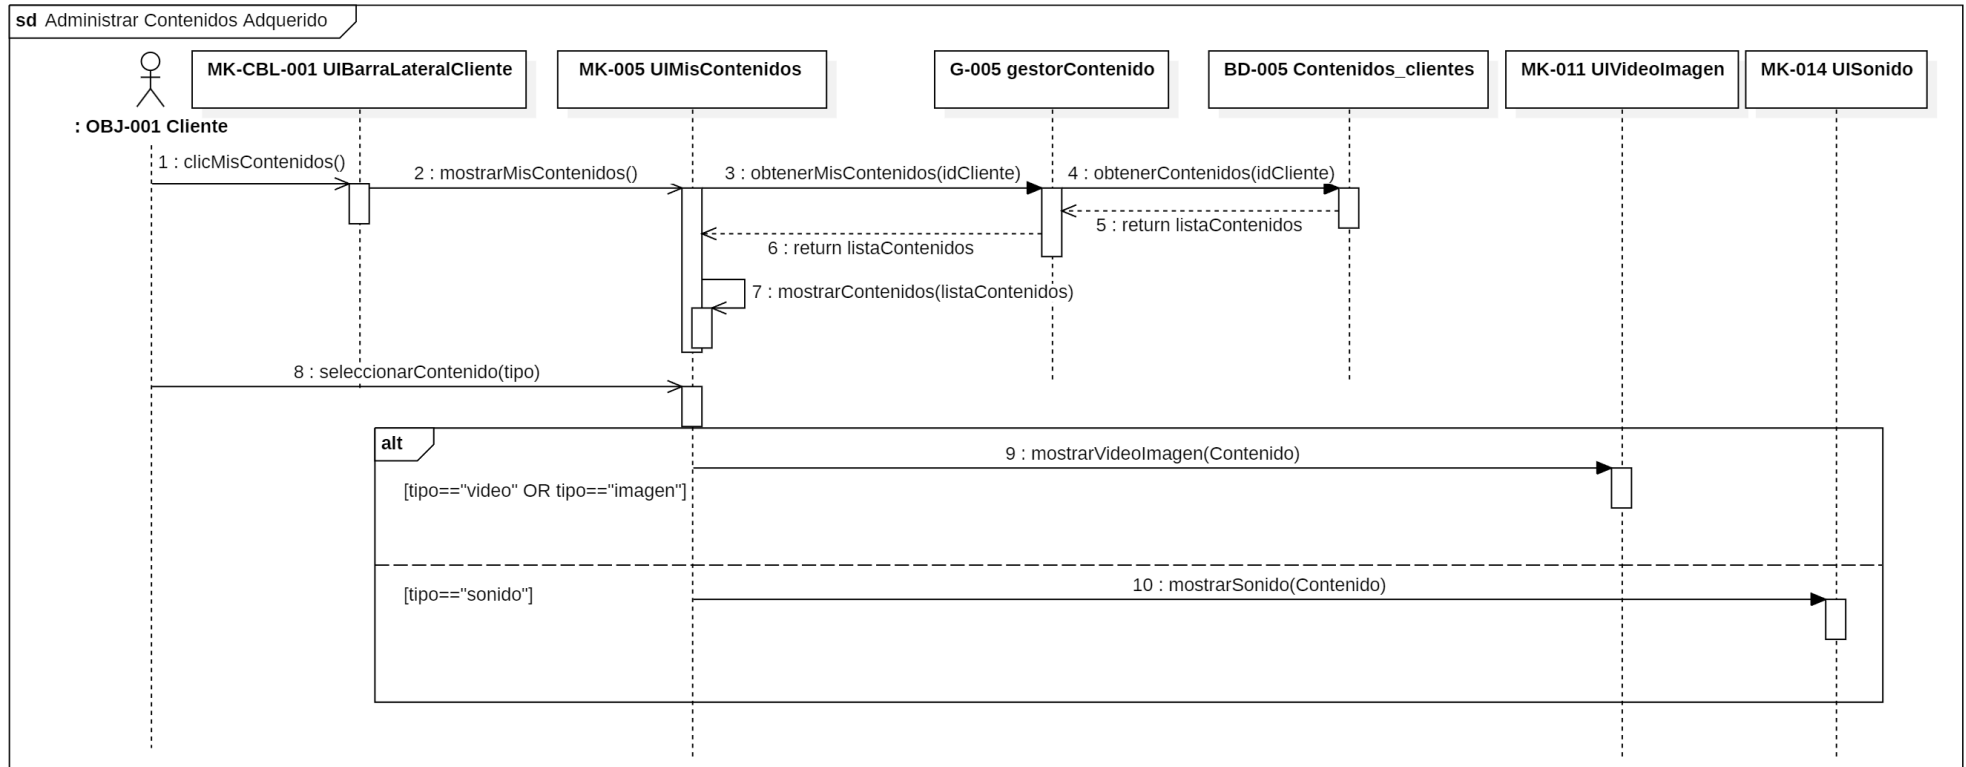 sd Administrar Contenidos Adquerido
MK-CBL-001 UIBarraLateralCliente
MK-005 UIMisContenidos
G-005 gestorContenido
BD-005 Contenidos_clientes
MK-011 UIVideoImagen
MK-014 UISonido
: OBJ-001 Cliente
1 : clicMisContenidos()
2 : mostrarMisContenidos()
3 : obtenerMisContenidos(idCliente)
4 : obtenerContenidos(idCliente)
5 : return listaContenidos
6 : return listaContenidos
7 : mostrarContenidos(listaContenidos)
8 : seleccionarContenido(tipo)
alt
9 : mostrarVideoImagen(Contenido)
[tipo=="video" OR tipo=="imagen"]
10 : mostrarSonido(Contenido)
[tipo=="sonido"]